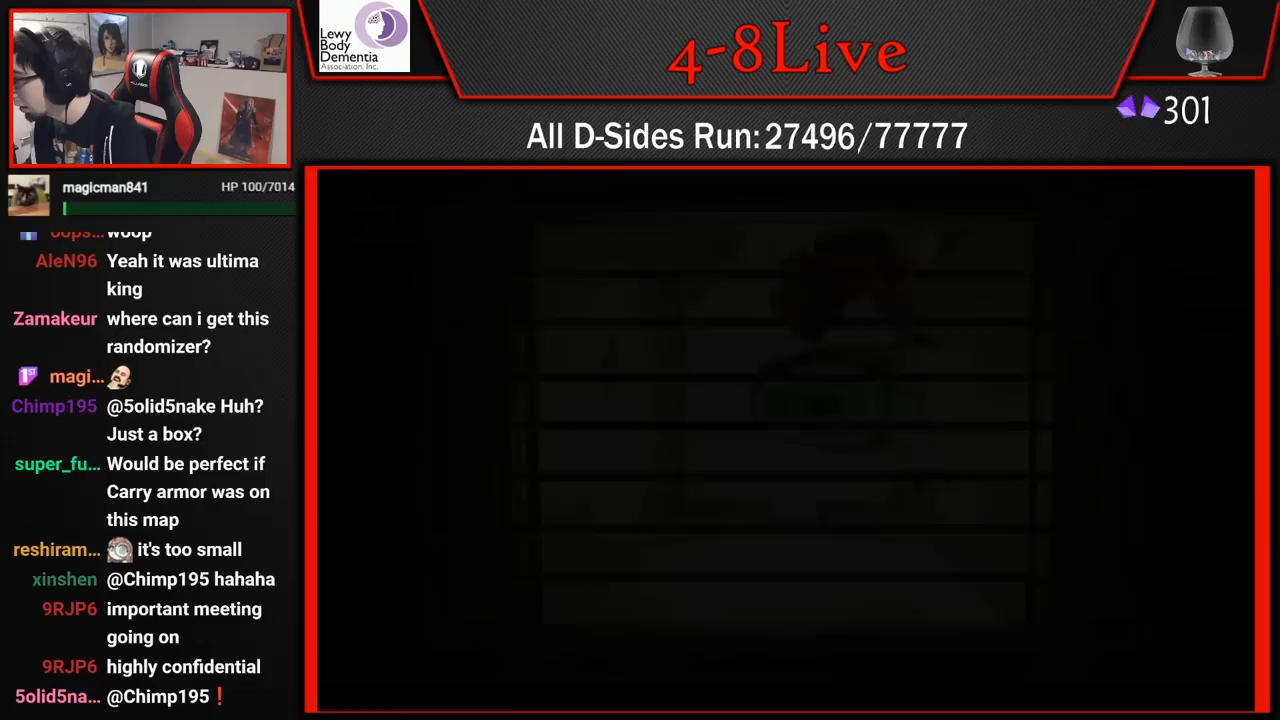 Lewy
Body
Dementia
Association, Inc.
4-8Live
301
All D-Sides Run: 27496/77777
magicman841 HP 100/7014
oops... woop
AleN96 Yeah it was ultima
king
Zamakeur where can i get this
randomizer?
magi...
Chimp195 @5olid5nake Huh?
Just a box?
super_fu... Would be perfect if
Carry armor was on
this map
reshiram... it's too small
xinshen @Chimp195 hahaha
9RJP6 important meeting
going on
9RJP6 highly confidential
5olid5na... @Chimp195❗